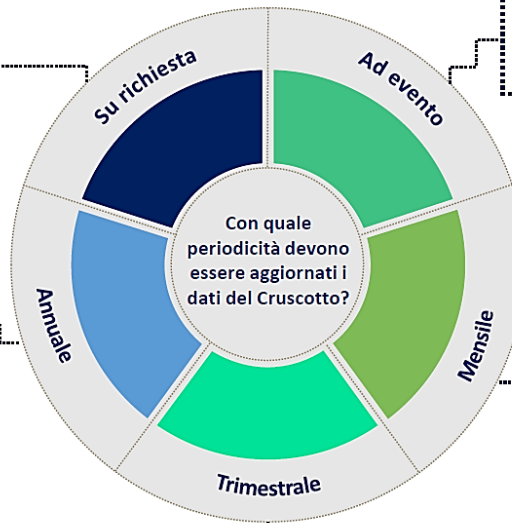 Su richiesta
Ad evento
Con quale
periodicità devono
essere aggiornati i
dati del Cruscotto?
Annuale
Mensile
Trimestrale